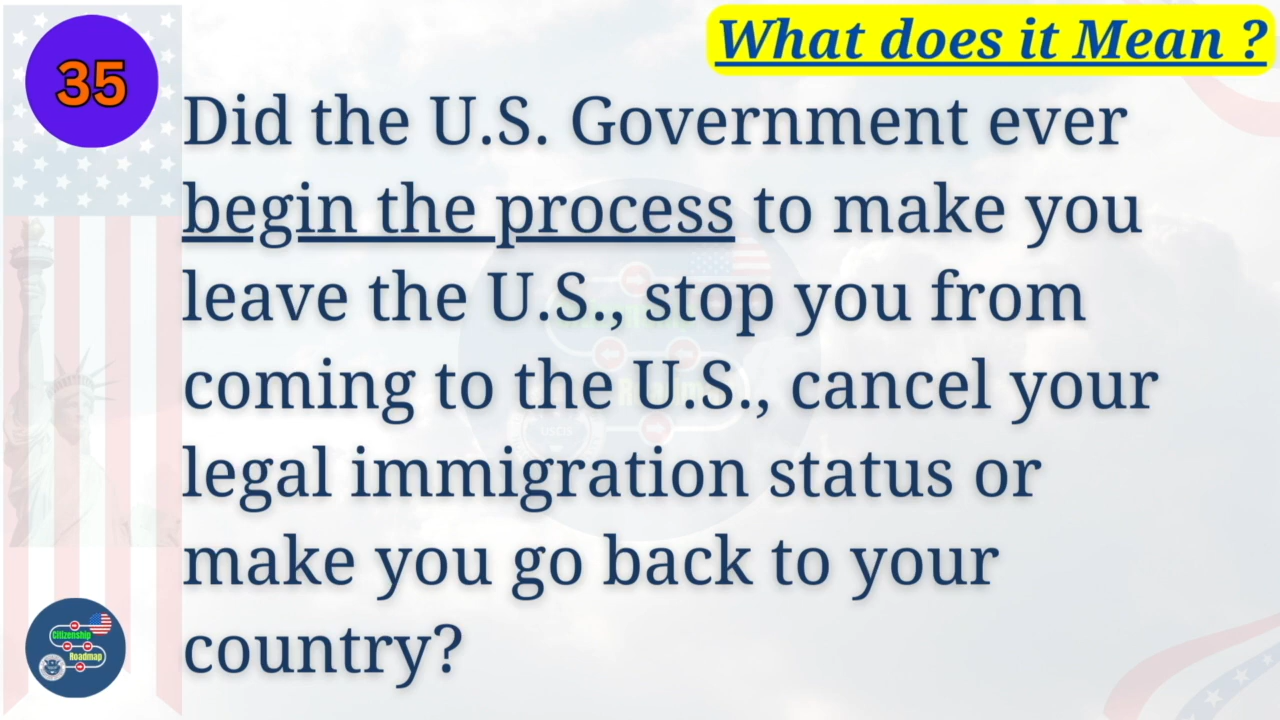 35
What does it Mean ?
Did the U.S. Government ever
begin the process to make you
leave the U.S., stop you from
coming to the U.S., cancel your
legal immigration status or
make you go back to your
country?
Citizenship
Roadmap